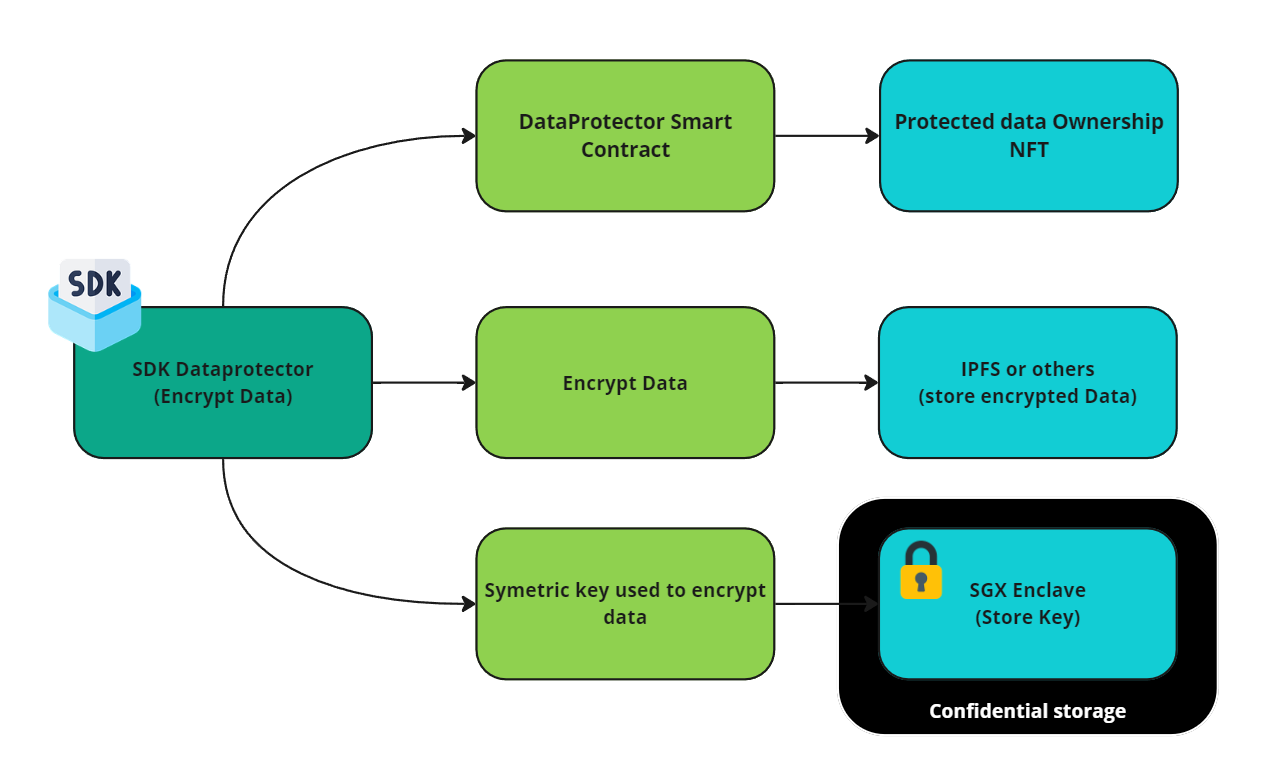 DataProtector Smart
Contract
Protected data Ownership
NFT
SDK
SDK Dataprotector
(Encrypt Data)
Encrypt Data
IPFS or others
(store encrypted Data)
Symetric key used to encrypt
data
SGX Enclave
(Store Key)
Confidential storage